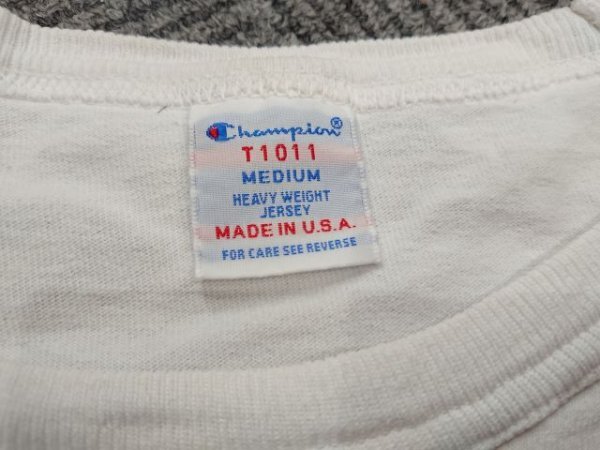 Champion®
T1011
MEDIUM
HEAVY WEIGHT
JERSEY
MADE IN U.S.A.
FOR CARE SEE REVERSE